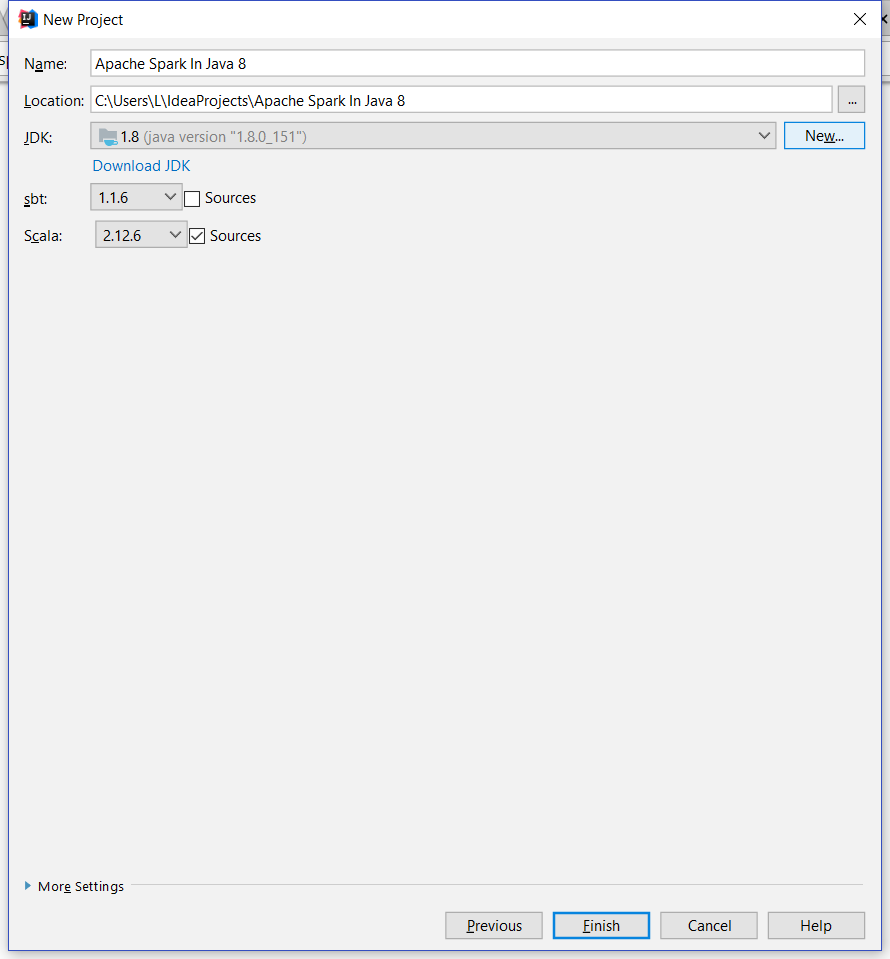 New Project
Name: Apache Spark In Java 8
Location: C:\Users\L\IdeaProjects\Apache Spark In Java 8 ...
JDK: 1.8 (java version "1.8.0_151") New...
Download JDK
sbt: 1.1.6 Sources
Scala: 2.12.6 Sources
More Settings
Previous Finish Cancel Help